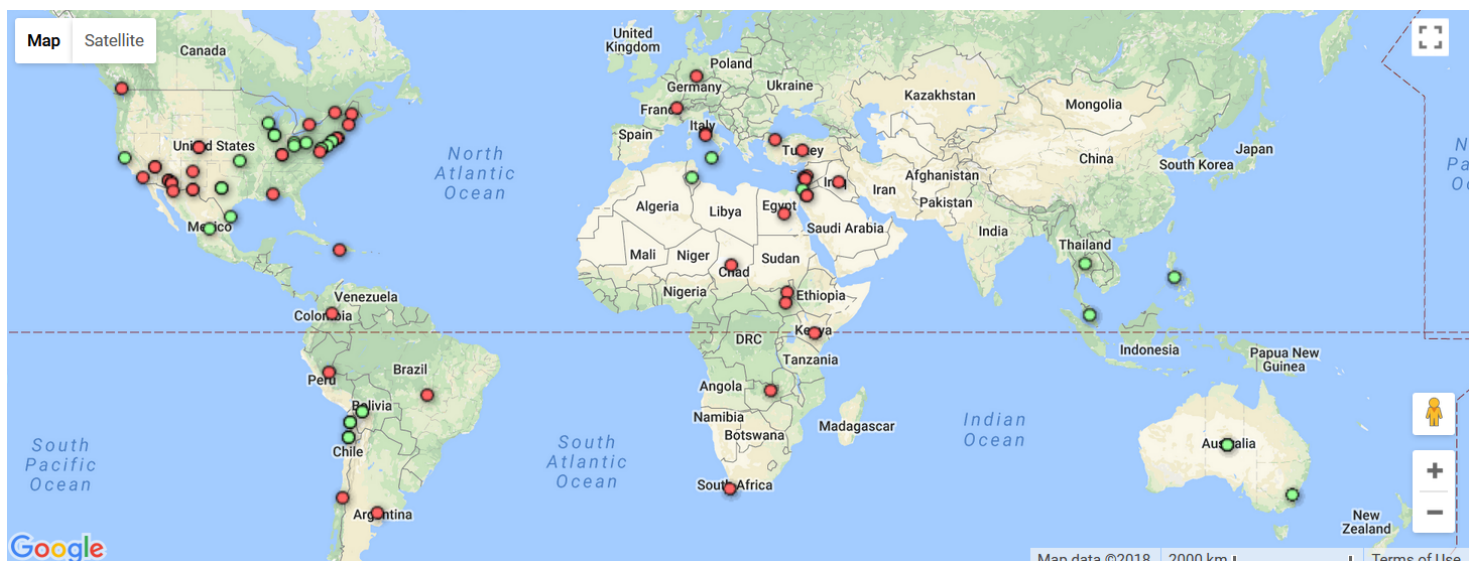 Map Satellite
Canada
United
Kingdom
Poland
Germany
Ukraine
Kazakhstan
Mongolia
France
Italy
Spain
Turkey
United States
North
Atlantic
Ocean
China
South Korea
Japan
Iraq
Iran
Afghanistan
Pakistan
Algeria
Libya
Egypt
Saudi Arabia
India
Mexico
Mali
Niger
Chad
Sudan
Thailand
Nigeria
Ethiopia
Venezuela
Colombia
DRC
Kenya
Tanzania
Indonesia
Papua New
Guinea
Peru
Brazil
Angola
Bolivia
Namibia
Botswana
Madagascar
Indian
Ocean
South
Pacific
Ocean
Chile
South
Atlantic
Ocean
Australia
South Africa
Argentina
New
Zealand
Google
Map data ©2018 2000 km Terms of Use